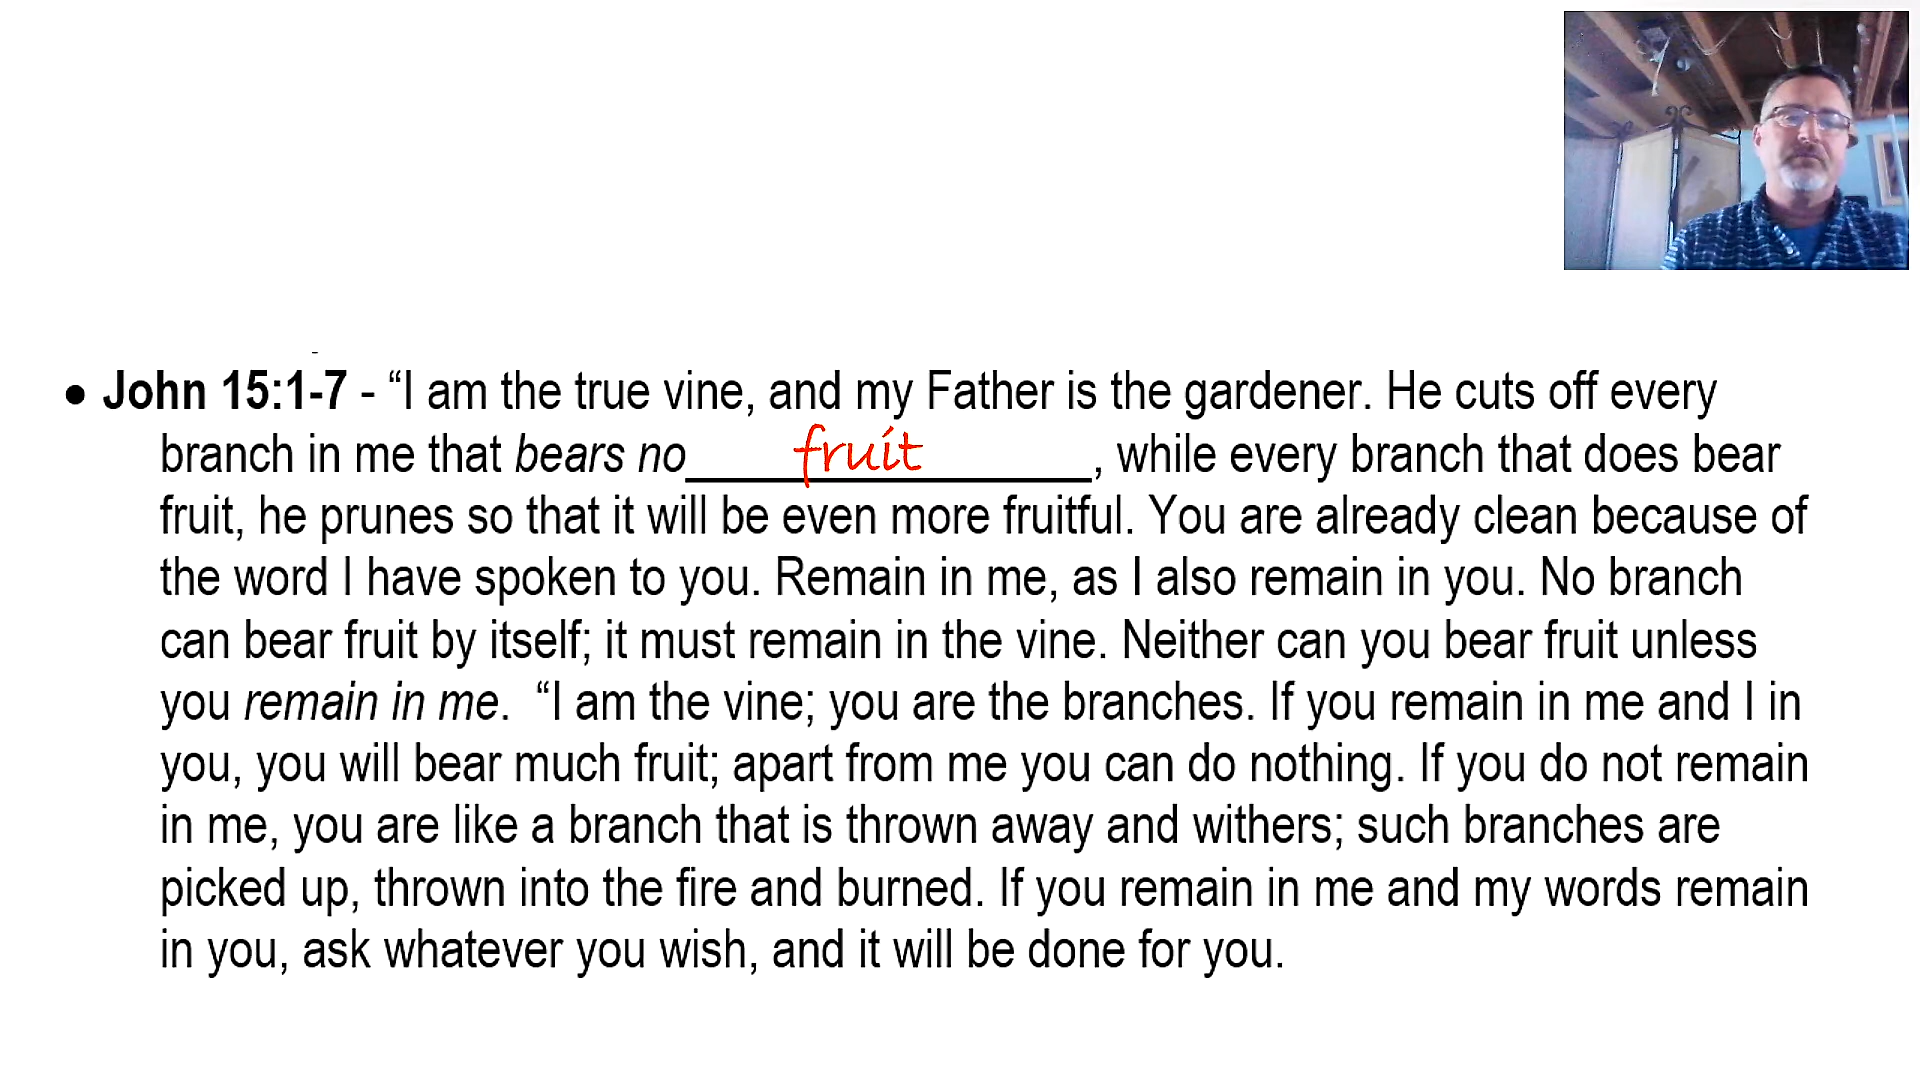 • John 15:1-7 - “I am the true vine, and my Father is the gardener. He cuts off every
branch in me that bears no fruit, while every branch that does bear
fruit, he prunes so that it will be even more fruitful. You are already clean because of
the word I have spoken to you. Remain in me, as I also remain in you. No branch
can bear fruit by itself; it must remain in the vine. Neither can you bear fruit unless
you remain in me. “I am the vine; you are the branches. If you remain in me and I in
you, you will bear much fruit; apart from me you can do nothing. If you do not remain
in me, you are like a branch that is thrown away and withers; such branches are
picked up, thrown into the fire and burned. If you remain in me and my words remain
in you, ask whatever you wish, and it will be done for you.